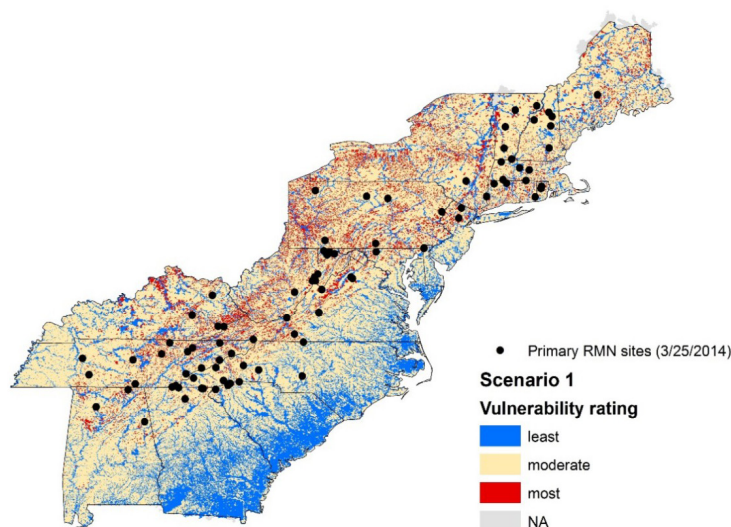 Primary RMN sites (3/25/2014)
Scenario 1
Vulnerability rating
least
moderate
most
NA